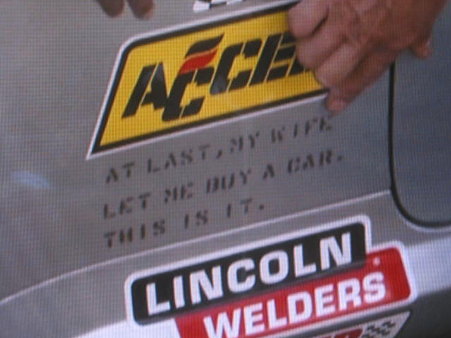 ACCEL
AT LAST, MY WIFE
LET ME BUY A CAR.
THIS IS IT.
LINCOLN
WELDERS